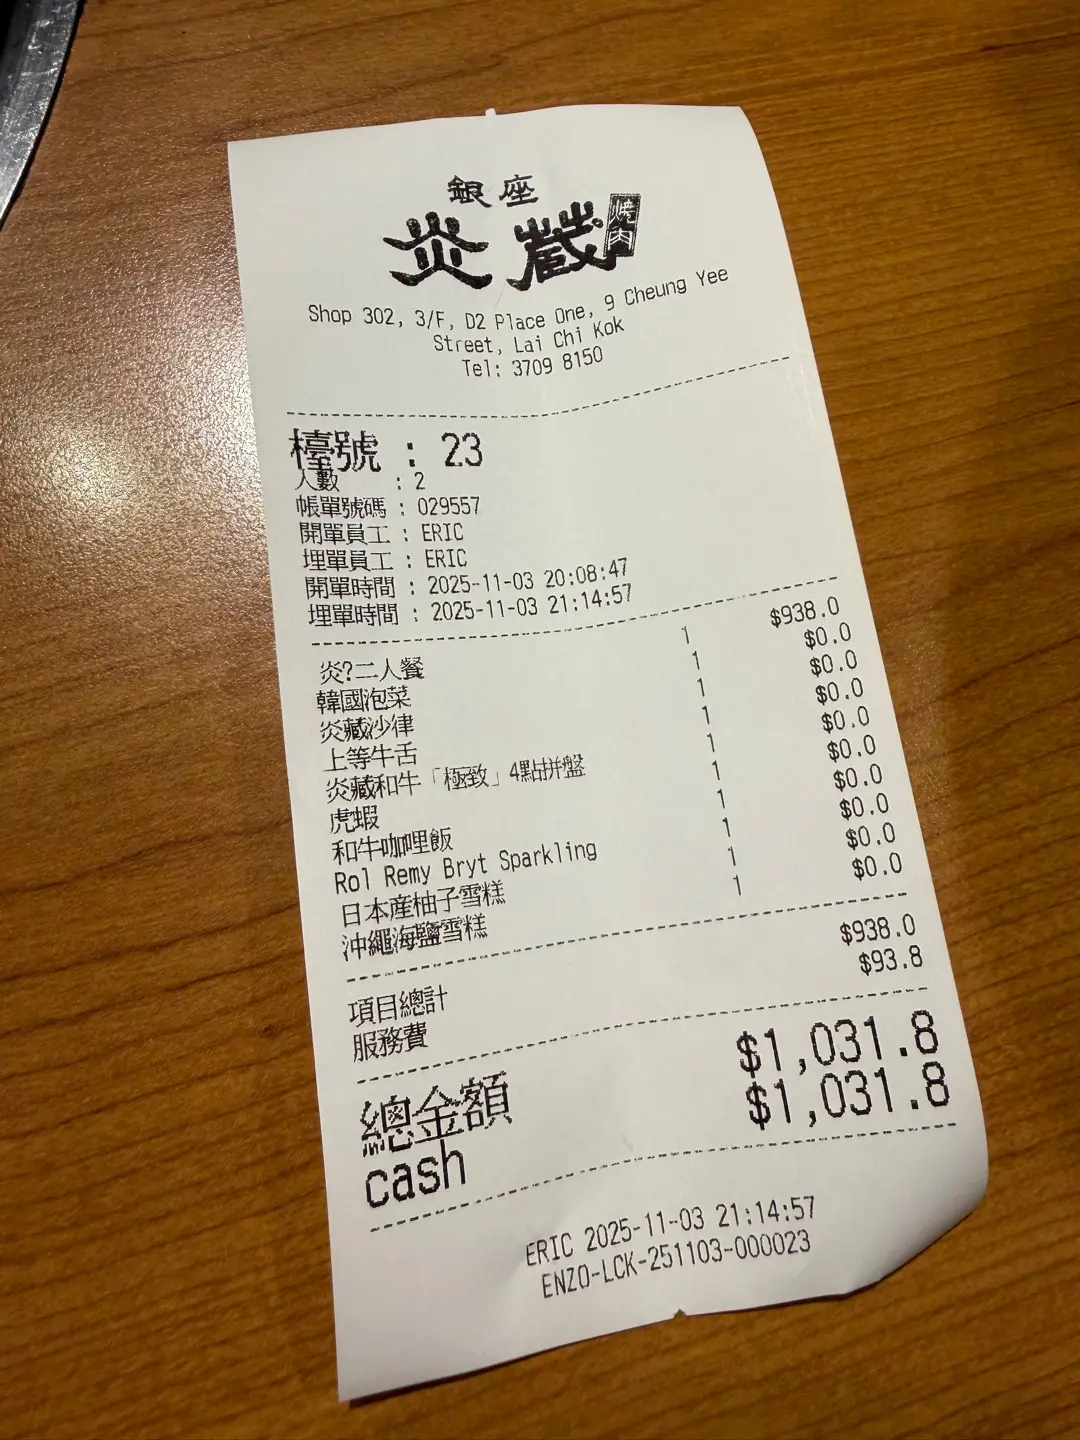 銀座
炎蔵 焼肉
Shop 302, 3/F, D2 Place One, 9 Cheung Yee
Street, Lai Chi Kok
Tel: 3709 8150
檯號 : 23
人數 : 2
帳單號碼 : 029557
開單員工 : ERIC
埋單員工 : ERIC
開單時間 : 2025-11-03 20:08:47
埋單時間 : 2025-11-03 21:14:57
炎?二人餐 1 $938.0
韓國泡菜 1 $0.0
炎藏沙律 1 $0.0
上等牛舌 1 $0.0
炎藏和牛「極致」4點拼盤 1 $0.0
虎蝦 1 $0.0
和牛咖哩飯 1 $0.0
Rol Remy Bryt Sparkling 1 $0.0
日本産柚子雪糕 1 $0.0
沖繩海鹽雪糕 1 $0.0
項目總計 $938.0
服務費 $93.8
總金額 $1,031.8
cash $1,031.8
ERIC 2025-11-03 21:14:57
ENZO-LCK-251103-000023